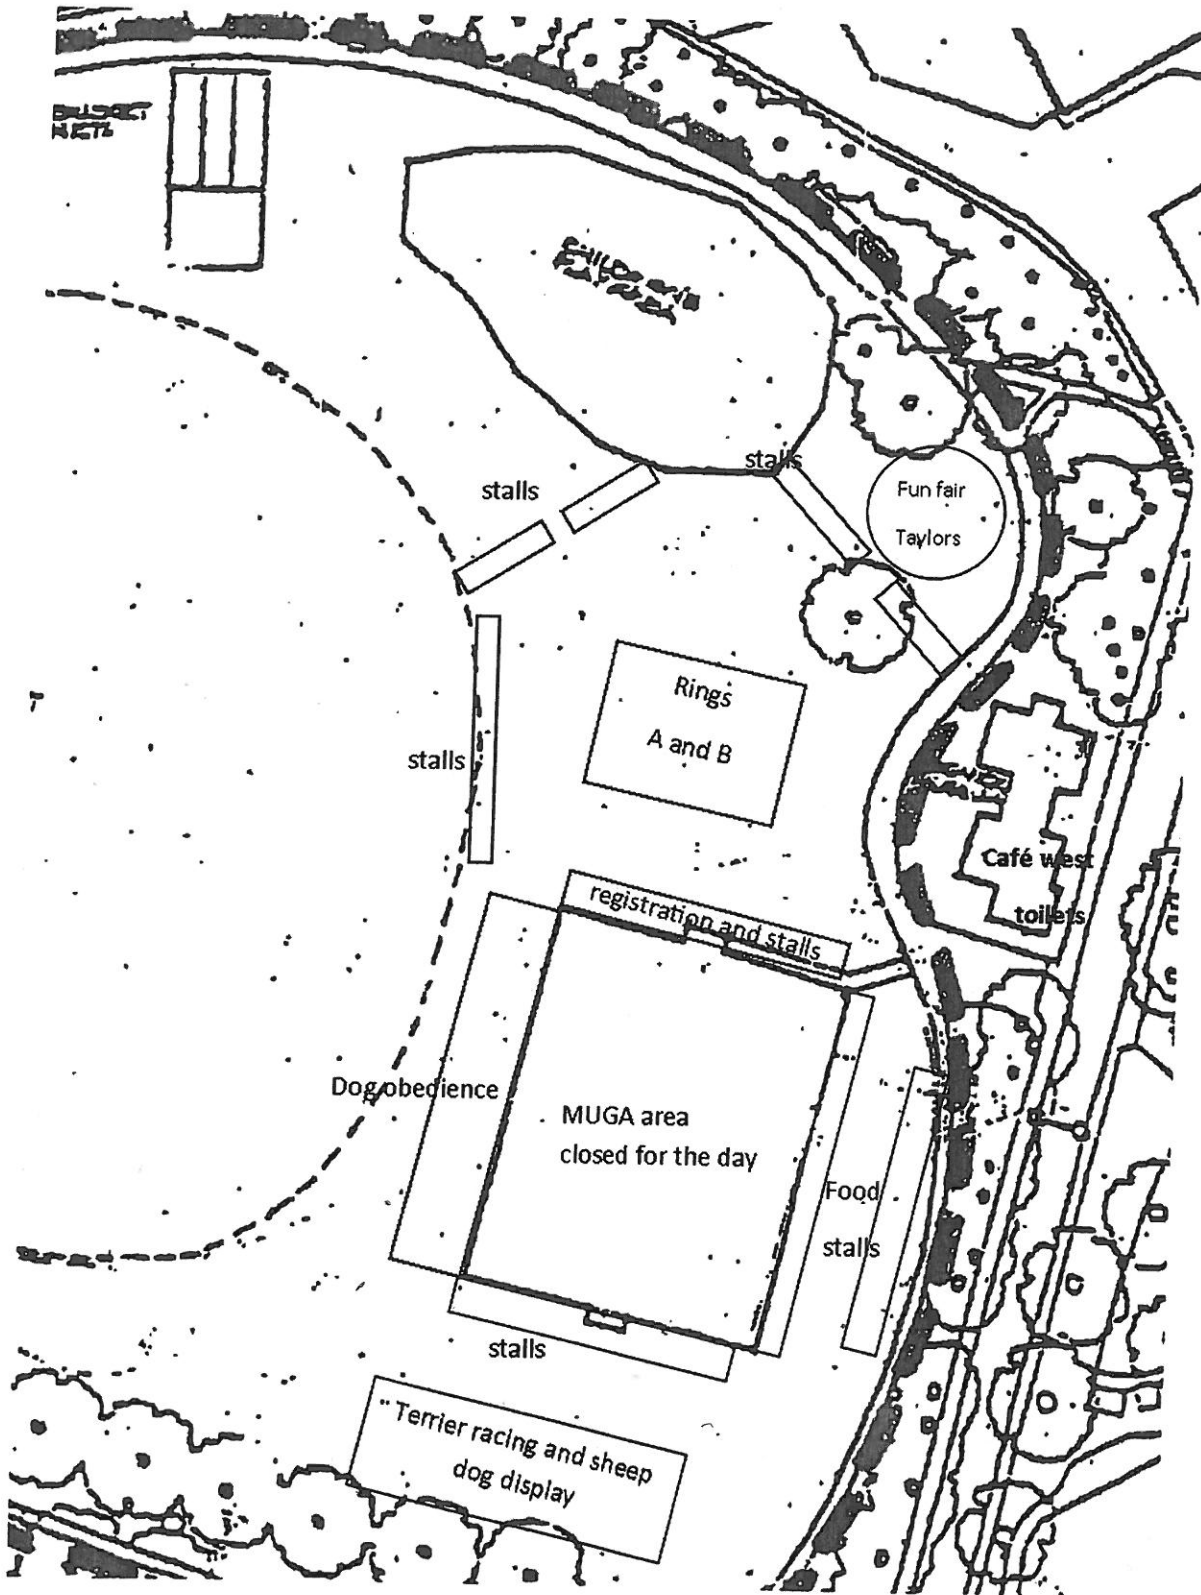 stalls
stalls
Fun fair
Taylors
Rings
A and B
stalls
Café west
toilets
registration and stalls
Dog obedience
MUGA area
closed for the day
Food
stalls
stalls
Terrier racing and sheep
dog display